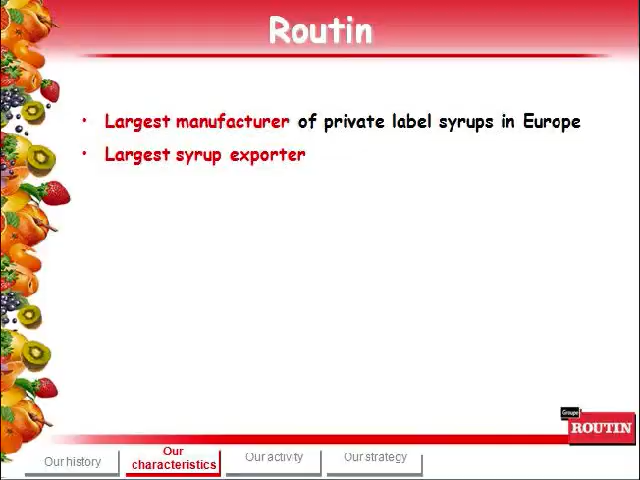 Routin
• Largest manufacturer of private label syrups in Europe
• Largest syrup exporter
Groupe
ROUTIN
Our history
Our
characteristics
Our activity
Our strategy